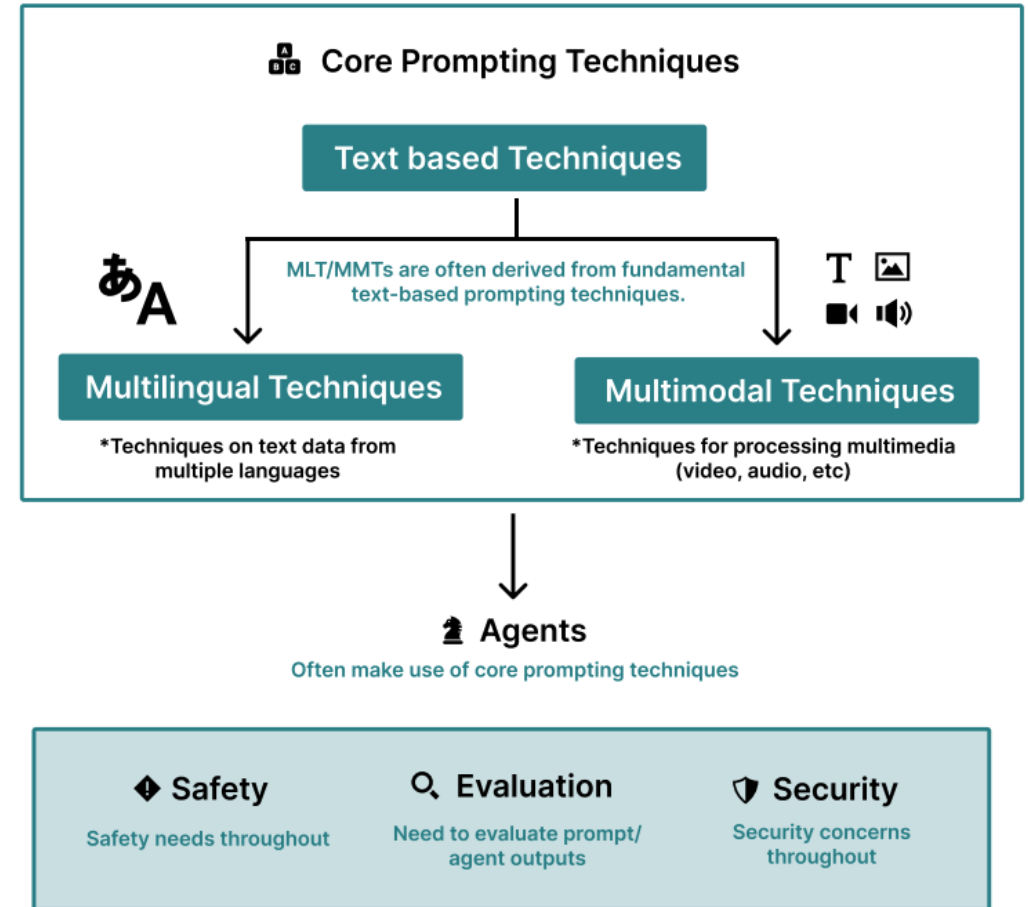 A
B C
Core Prompting Techniques
Text based Techniques
MLT/MMTs are often derived from fundamental
text-based prompting techniques.
あA
T
Multilingual Techniques
Multimodal Techniques
*Techniques on text data from
multiple languages
*Techniques for processing multimedia
(video, audio, etc)
Agents
Often make use of core prompting techniques
Safety
Safety needs throughout
Evaluation
Need to evaluate prompt/
agent outputs
Security
Security concerns
throughout